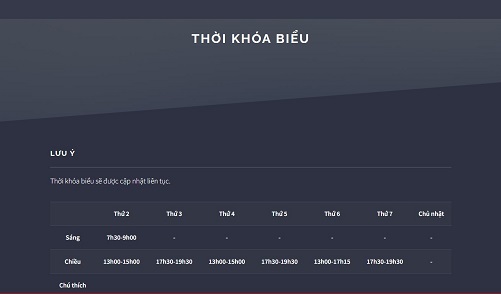 THỜI KHÓA BIỂU
LƯU Ý
Thời khóa biểu sẽ được cập nhật liên tục.
Thứ 2 Thứ 3 Thứ 4 Thứ 5 Thứ 6 Thứ 7 Chủ nhật
Sáng 7h30-9h00 - - - - - -
Chiều 13h00-15h00 17h30-19h30 13h00-15h00 17h30-19h30 13h00-17h15 17h30-19h30 -
Chú thích